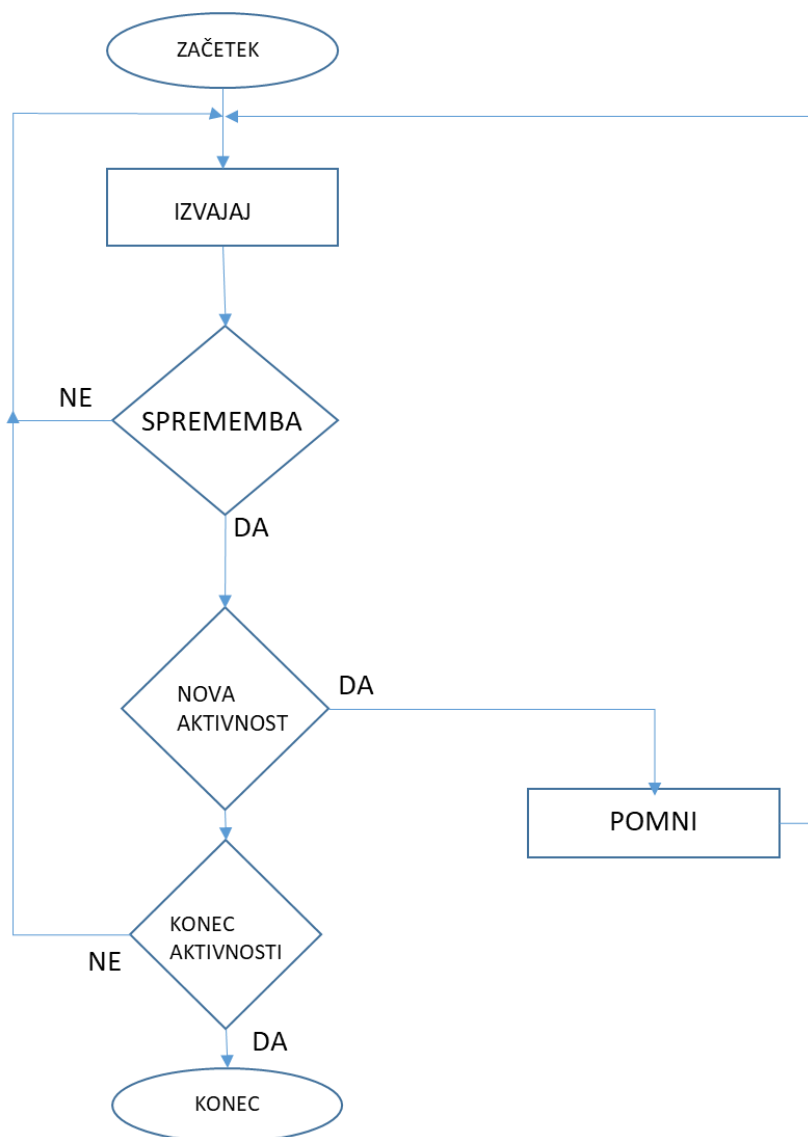 ZAČETEK
IZVAJAJ
NE
SPREMEMBA
DA
NOVA
AKTIVNOST
DA
POMNI
KONEC
AKTIVNOSTI
NE
DA
KONEC